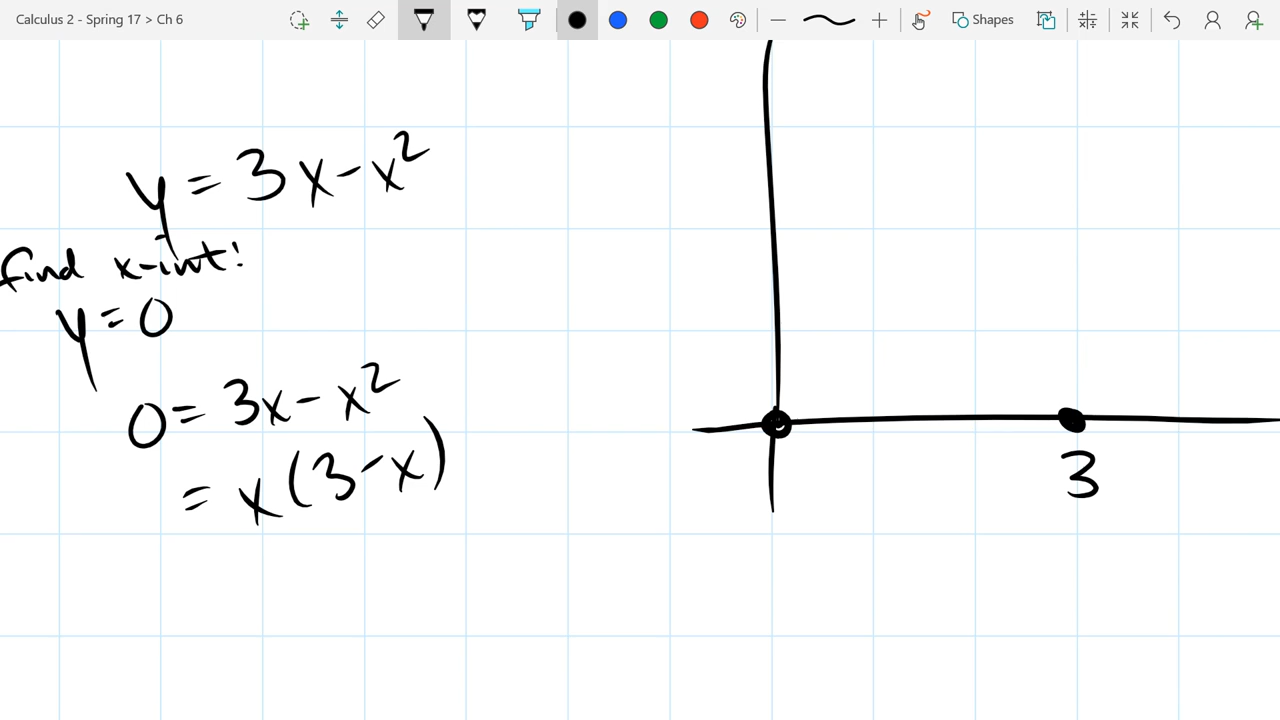 Calculus 2 - Spring 17 > Ch 6
Shapes
y = 3x - x²
find x-int!
y = 0
0 = 3x - x²
= x(3 - x)
3